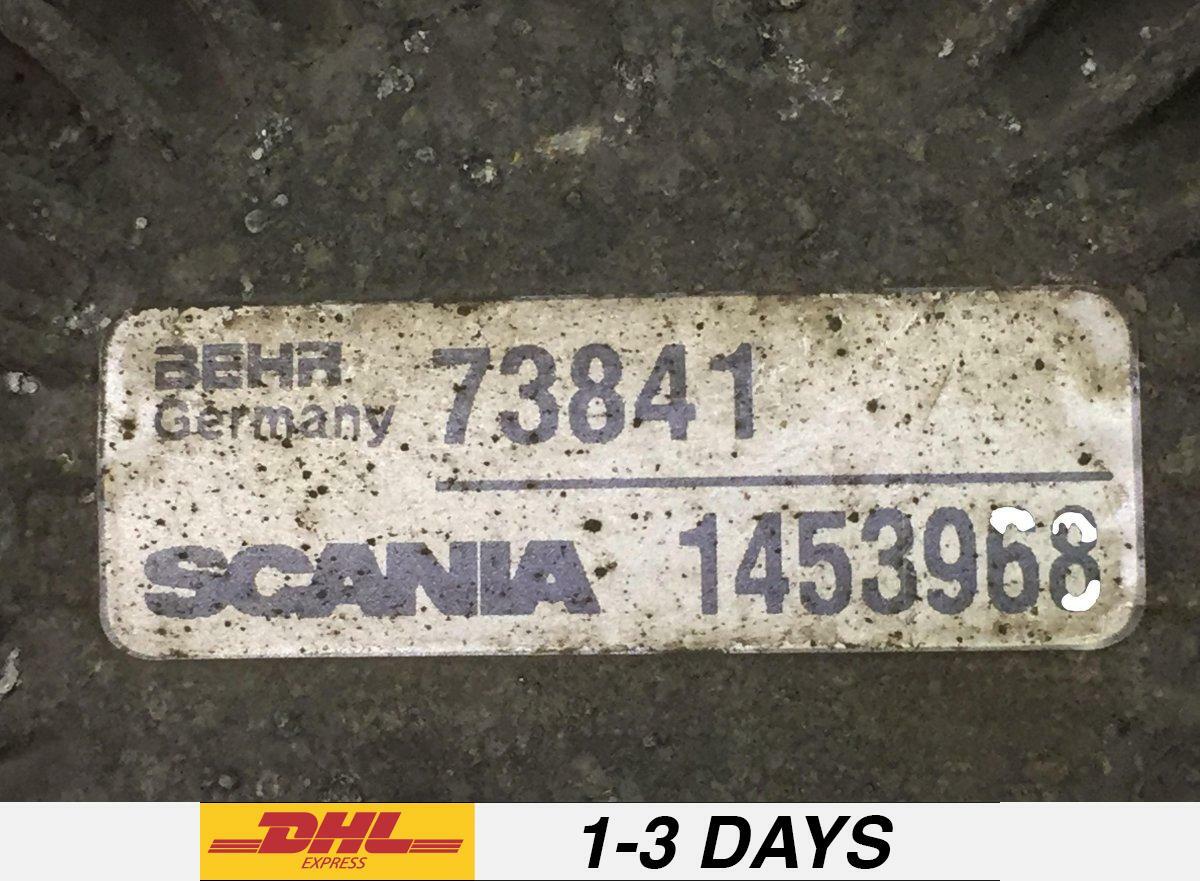 BEHR
Germany
73841
SCANIA 1453968
DHL
EXPRESS
1-3 DAYS